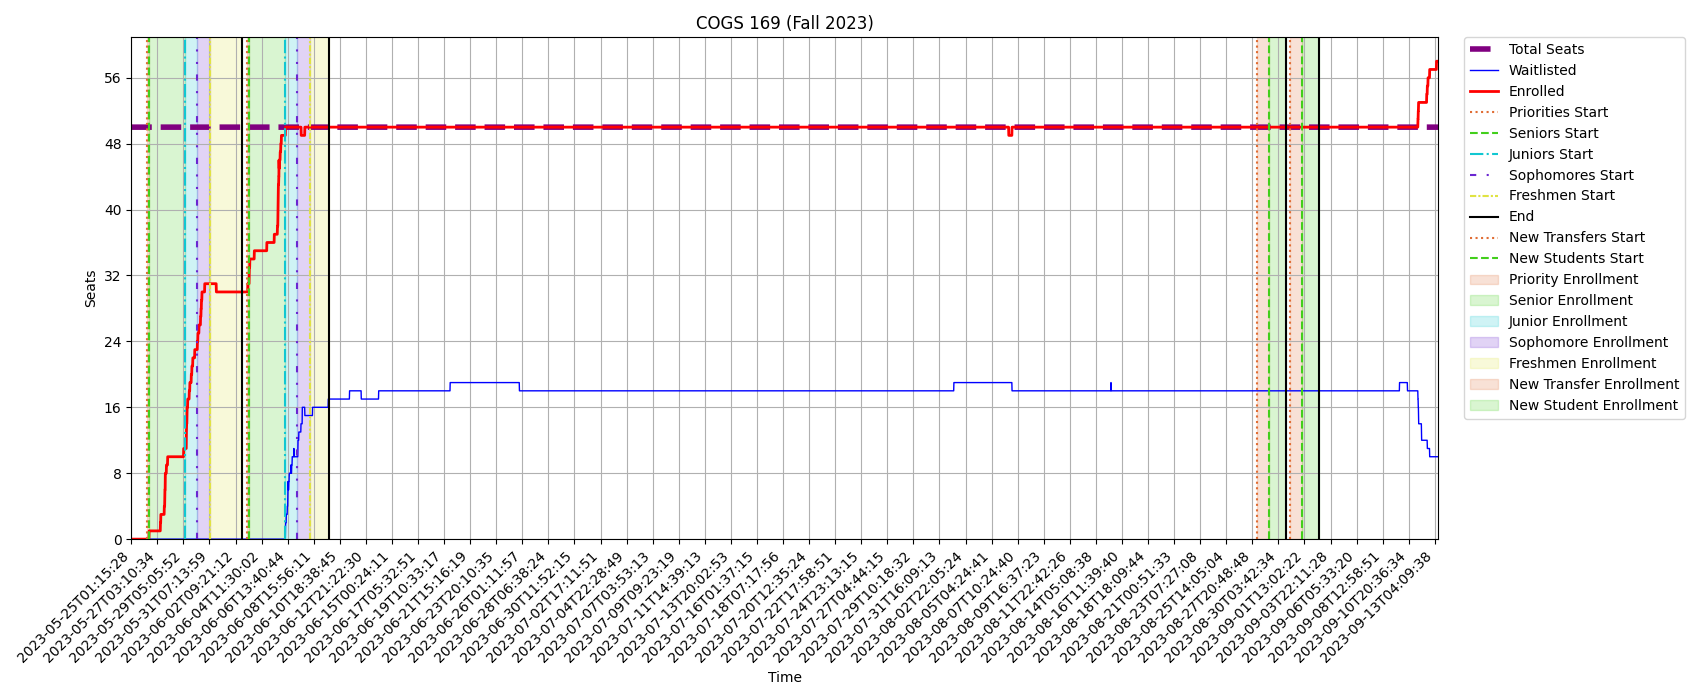 COGS 169 (Fall 2023)
Seats
56
48
40
32
24
16
8
0
2023-05-25T01:15:28
2023-05-27T03:10:34
2023-05-29T05:05:52
2023-05-31T07:13:59
2023-06-02T09:21:12
2023-06-04T11:30:02
2023-06-06T13:40:44
2023-06-08T15:56:11
2023-06-10T18:38:45
2023-06-12T21:22:30
2023-06-15T00:24:11
2023-06-17T05:32:51
2023-06-19T10:33:17
2023-06-21T15:16:19
2023-06-23T20:10:35
2023-06-26T01:11:57
2023-06-28T06:38:24
2023-06-30T11:52:15
2023-07-02T17:11:51
2023-07-04T22:28:49
2023-07-07T03:53:13
2023-07-09T09:23:19
2023-07-11T14:39:13
2023-07-13T20:02:53
2023-07-16T01:37:15
2023-07-18T07:17:56
2023-07-20T12:35:24
2023-07-22T17:58:51
2023-07-24T23:13:15
2023-07-27T04:44:15
2023-07-29T10:18:32
2023-07-31T16:09:13
2023-08-02T22:05:24
2023-08-05T04:24:41
2023-08-07T10:24:40
2023-08-09T16:37:23
2023-08-11T22:42:26
2023-08-14T05:08:38
2023-08-16T11:39:40
2023-08-18T18:09:44
2023-08-21T00:51:33
2023-08-23T07:27:08
2023-08-25T14:05:04
2023-08-27T20:48:48
2023-08-30T03:42:34
2023-09-01T13:02:22
2023-09-03T22:11:28
2023-09-06T05:33:20
2023-09-08T12:58:51
2023-09-10T20:36:34
2023-09-13T04:09:38
Time
Total Seats
Waitlisted
Enrolled
Priorities Start
Seniors Start
Juniors Start
Sophomores Start
Freshmen Start
End
New Transfers Start
New Students Start
Priority Enrollment
Senior Enrollment
Junior Enrollment
Sophomore Enrollment
Freshmen Enrollment
New Transfer Enrollment
New Student Enrollment